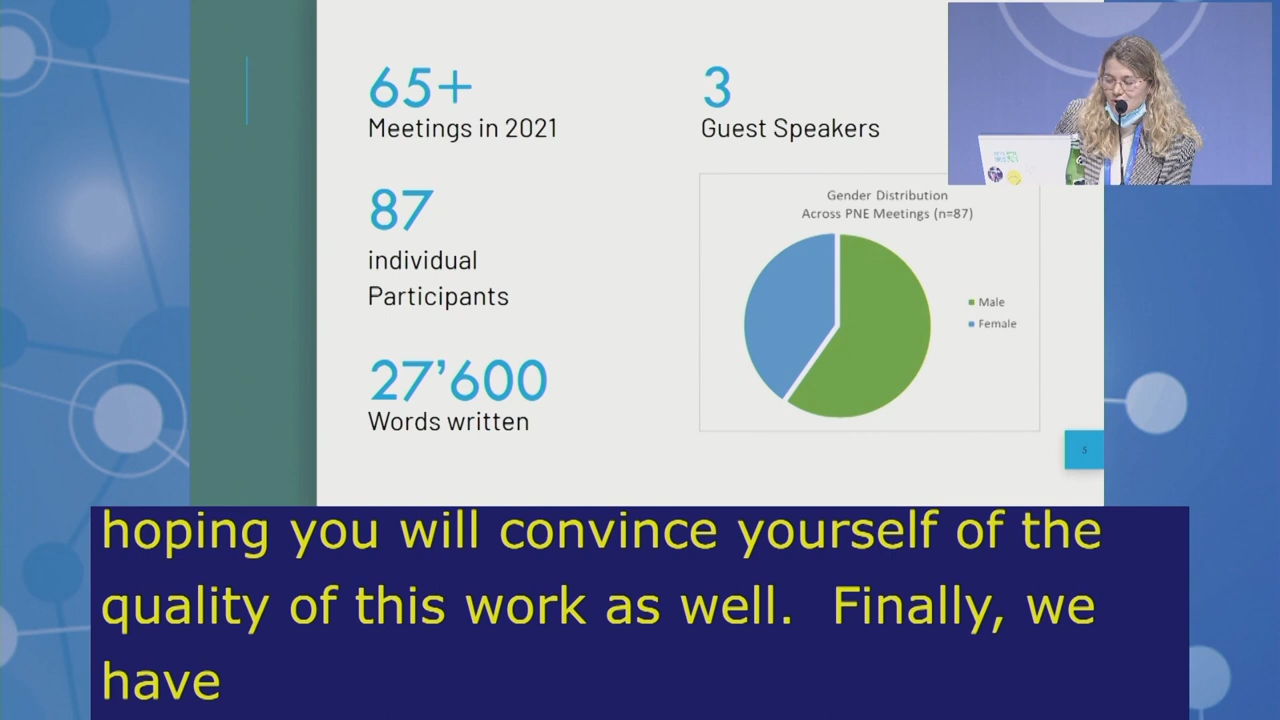 65+
Meetings in 2021
3
Guest Speakers
87
individual
Participants
27’600
Words written
Gender Distribution
Across PNE Meetings (n=87)
Male
Female
5
hoping you will convince yourself of the
quality of this work as well.  Finally, we
have